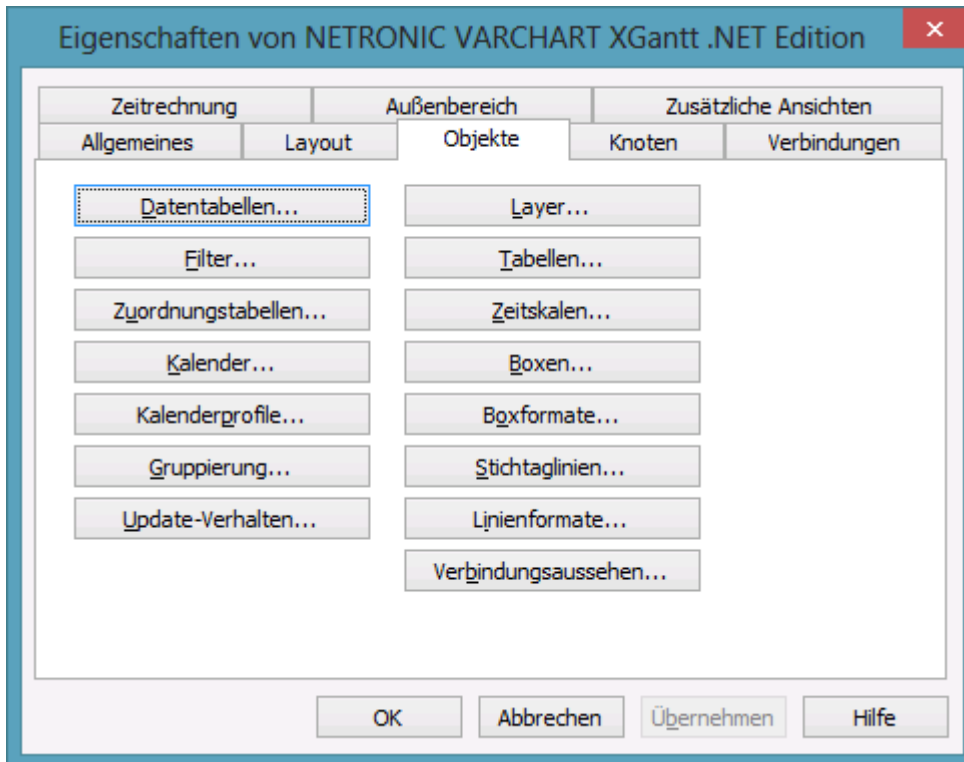 Eigenschaften von NETRONIC VARCHART XGantt .NET Edition
Zeitrechnung Außenbereich Zusätzliche Ansichten
Allgemeines Layout Objekte Knoten Verbindungen
Datentabellen... Layer...
Filter... Tabellen...
Zuordnungstabellen... Zeitskalen...
Kalender... Boxen...
Kalenderprofile... Boxformate...
Gruppierung... Stichtaglinien...
Update-Verhalten... Linienformate...
Verbindungsaussehen...
OK Abbrechen Übernehmen Hilfe